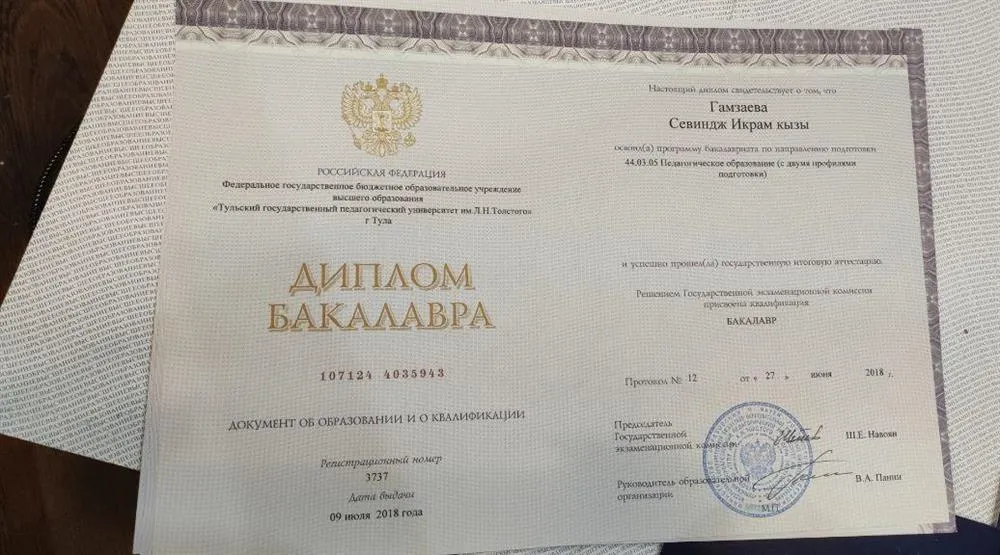 РОССИЙСКАЯ ФЕДЕРАЦИЯ
Федеральное государственное бюджетное образовательное учреждение
высшего образования
«Тульский государственный педагогический университет им.Л.Н.Толстого»
г Тула
ДИПЛОМ
БАКАЛАВРА
107124 4035943
ДОКУМЕНТ ОБ ОБРАЗОВАНИИ И О КВАЛИФИКАЦИИ
Регистрационный номер
3737
Дата выдачи
09 июля 2018 года
Настоящий диплом свидетельствует о том, что
Гамзаева
Севиндж Икрам кызы
освоил(а) программу бакалавриата по направлению подготовки
44.03.05 Педагогическое образование (с двумя профилями
подготовки)
и успешно прошел(ла) государственную итоговую аттестацию.
Решением Государственной экзаменационной комиссии
присвоена квалификация
БАКАЛАВР
Протокол № 12 от « 27 » июня 2018 г.
Председатель
Государственной
экзаменационной комиссии
Ш.Е. Навоян
Руководитель образовательной
организации
В.А. Панин
М.П.